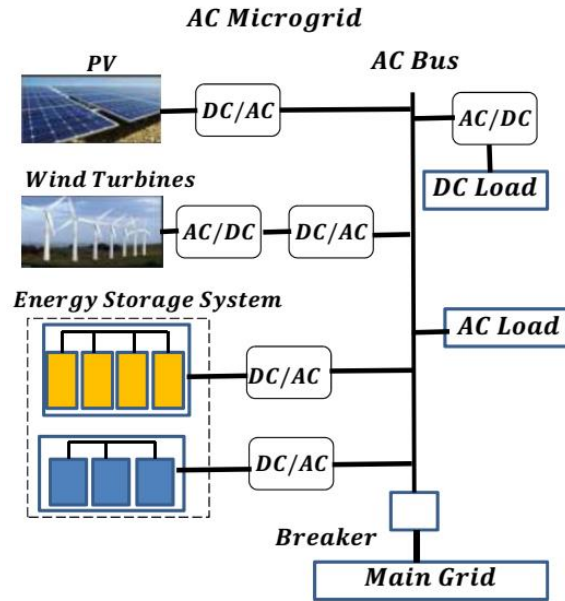 AC Microgrid
PV
AC Bus
DC/AC
AC/DC
DC Load
Wind Turbines
AC/DC
DC/AC
Energy Storage System
AC Load
DC/AC
DC/AC
Breaker
Main Grid